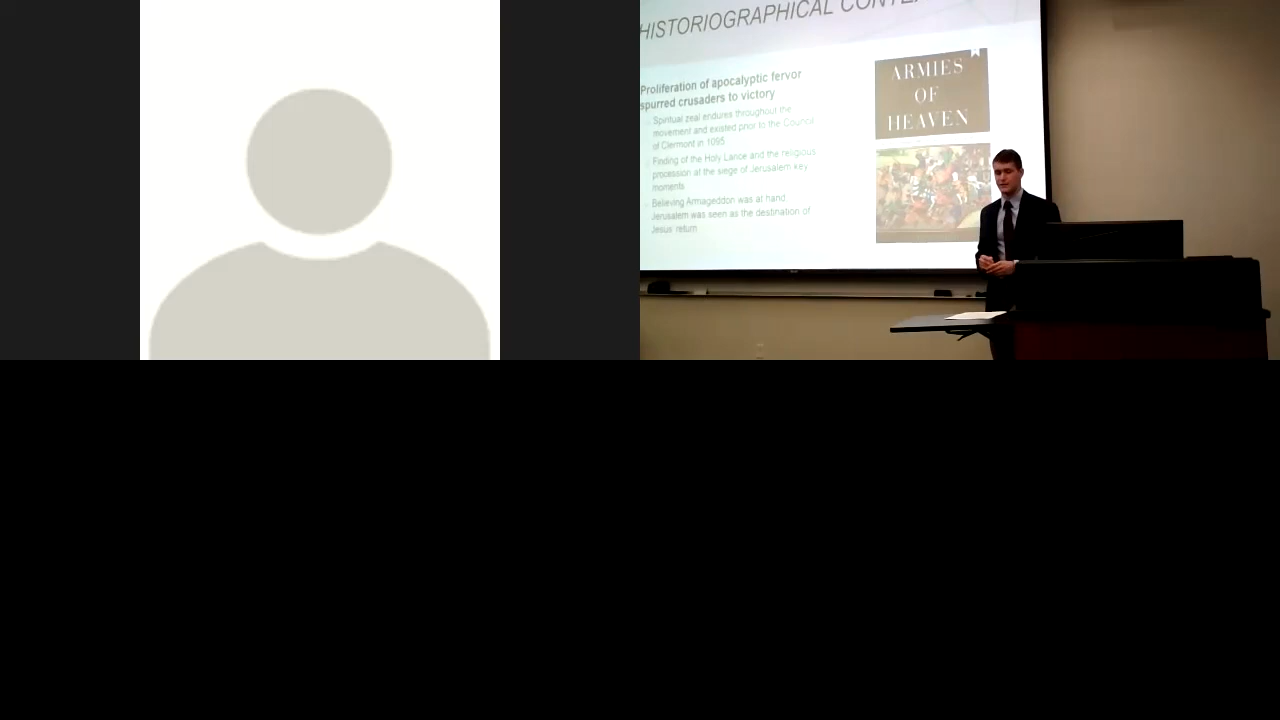 HISTORIOGRAPHICAL
Proliferation of apocalyptic fervor
spurred crusaders to victory
Spiritual zeal endures throughout the
movement and existed prior to the Council
of Clermont in 1095
Finding of the Holy Lance and the religious
procession at the siege of Jerusalem key
moments
Believing Armageddon was at hand,
Jerusalem was seen as the destination of
Jesus' return
ARMIES
OF
HEAVEN